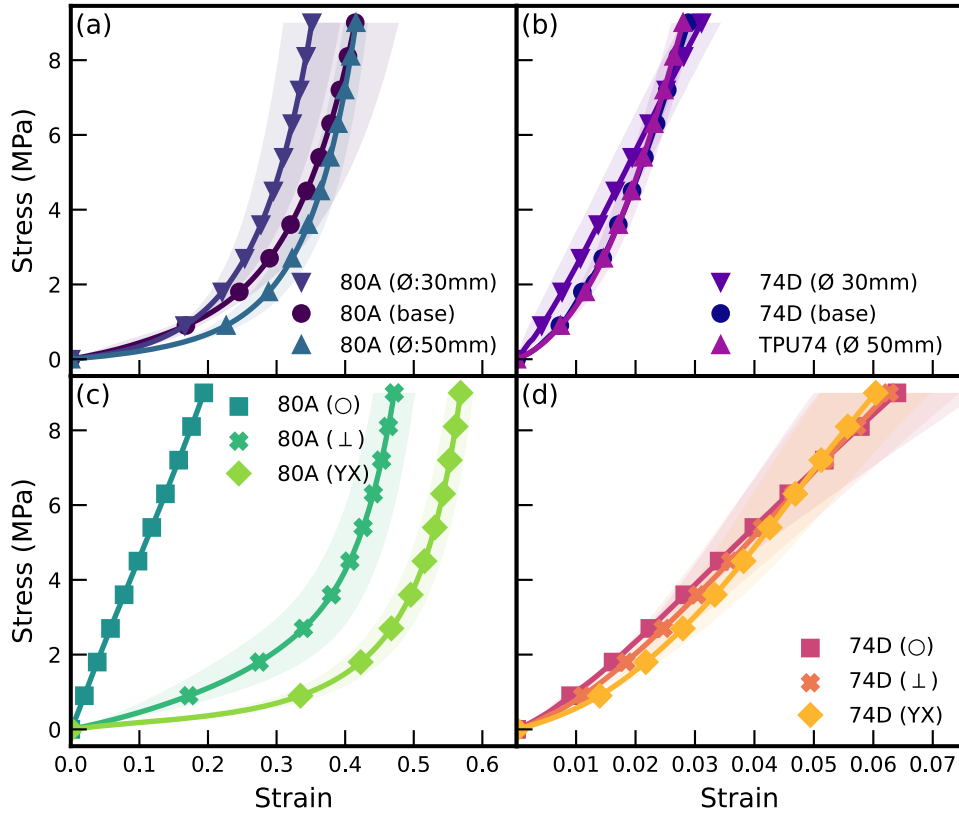 (a)
(b)
Stress (MPa)
8
6
4
2
0
80A (Ø:30mm)
80A (base)
80A (Ø:50mm)
74D (Ø 30mm)
74D (base)
TPU74 (Ø 50mm)
(c)
(d)
Stress (MPa)
8
6
4
2
0
80A (○)
80A (⊥)
80A (YX)
74D (○)
74D (⊥)
74D (YX)
0.0 0.1 0.2 0.3 0.4 0.5 0.6
0.01 0.02 0.03 0.04 0.05 0.06 0.07
Strain
Strain